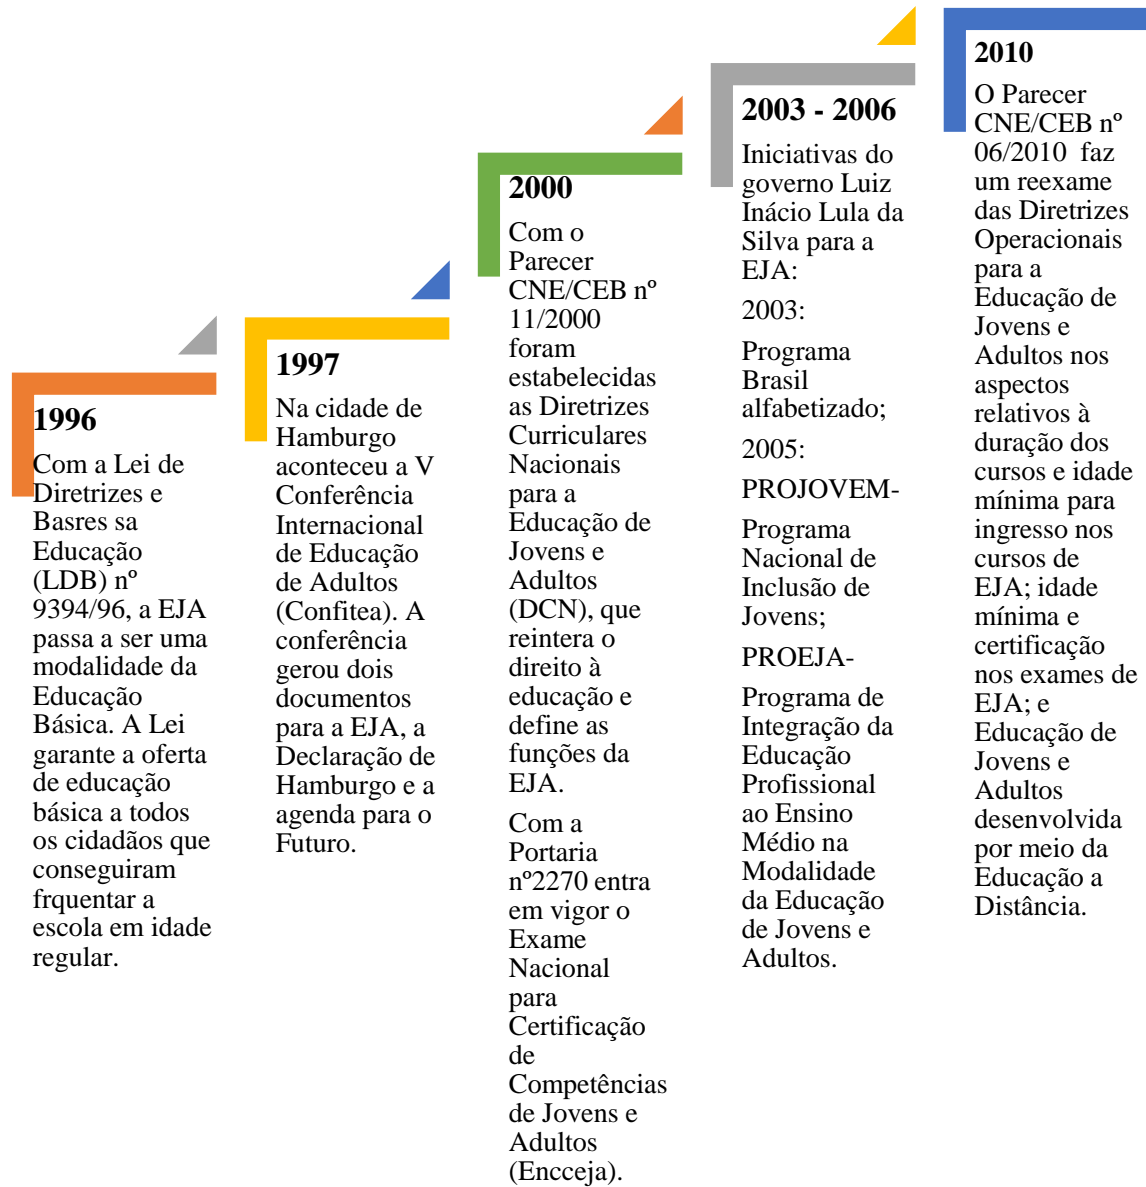 1996
Com a Lei de
Diretrizes e
Basres sa
Educação
(LDB) nº
9394/96, a EJA
passa a ser uma
modalidade da
Educação
Básica. A Lei
garante a oferta
de educação
básica a todos
os cidadãos que
conseguiram
frquentar a
escola em idade
regular.
1997
Na cidade de
Hamburgo
aconteceu a V
Conferência
Internacional
de Educação
de Adultos
(Confitea). A
conferência
gerou dois
documentos
para a EJA, a
Declaração de
Hamburgo e a
agenda para o
Futuro.
2000
Com o
Parecer
CNE/CEB nº
11/2000
foram
estabelecidas
as Diretrizes
Curriculares
Nacionais
para a
Educação de
Jovens e
Adultos
(DCN), que
reintera o
direito à
educação e
define as
funções da
EJA.
Com a
Portaria
nº2270 entra
em vigor o
Exame
Nacional
para
Certificação
de
Competências
de Jovens e
Adultos
(Encceja).
2003 - 2006
Iniciativas do
governo Luiz
Inácio Lula da
Silva para a
EJA:
2003:
Programa
Brasil
alfabetizado;
2005:
PROJOVEM-
Programa
Nacional de
Inclusão de
Jovens;
PROEJA-
Programa de
Integração da
Educação
Profissional
ao Ensino
Médio na
Modalidade
da Educação
de Jovens e
Adultos.
2010
O Parecer
CNE/CEB nº
06/2010 faz
um reexame
das Diretrizes
Operacionais
para a
Educação de
Jovens e
Adultos nos
aspectos
relativos à
duração dos
cursos e idade
mínima para
ingresso nos
cursos de
EJA; idade
mínima e
certificação
nos exames de
EJA; e
Educação de
Jovens e
Adultos
desenvolvida
por meio da
Educação a
Distância.